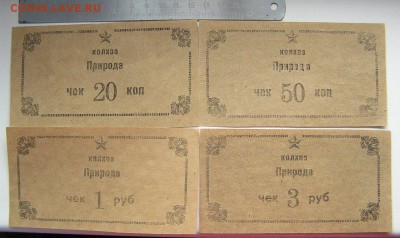 COINS.LAVE.RU
колхоз
Природа
чек 20 коп
колхоз
Природа
чек 50 коп
колхоз
Природа
чек 1 руб
колхоз
Природа
чек 3 руб